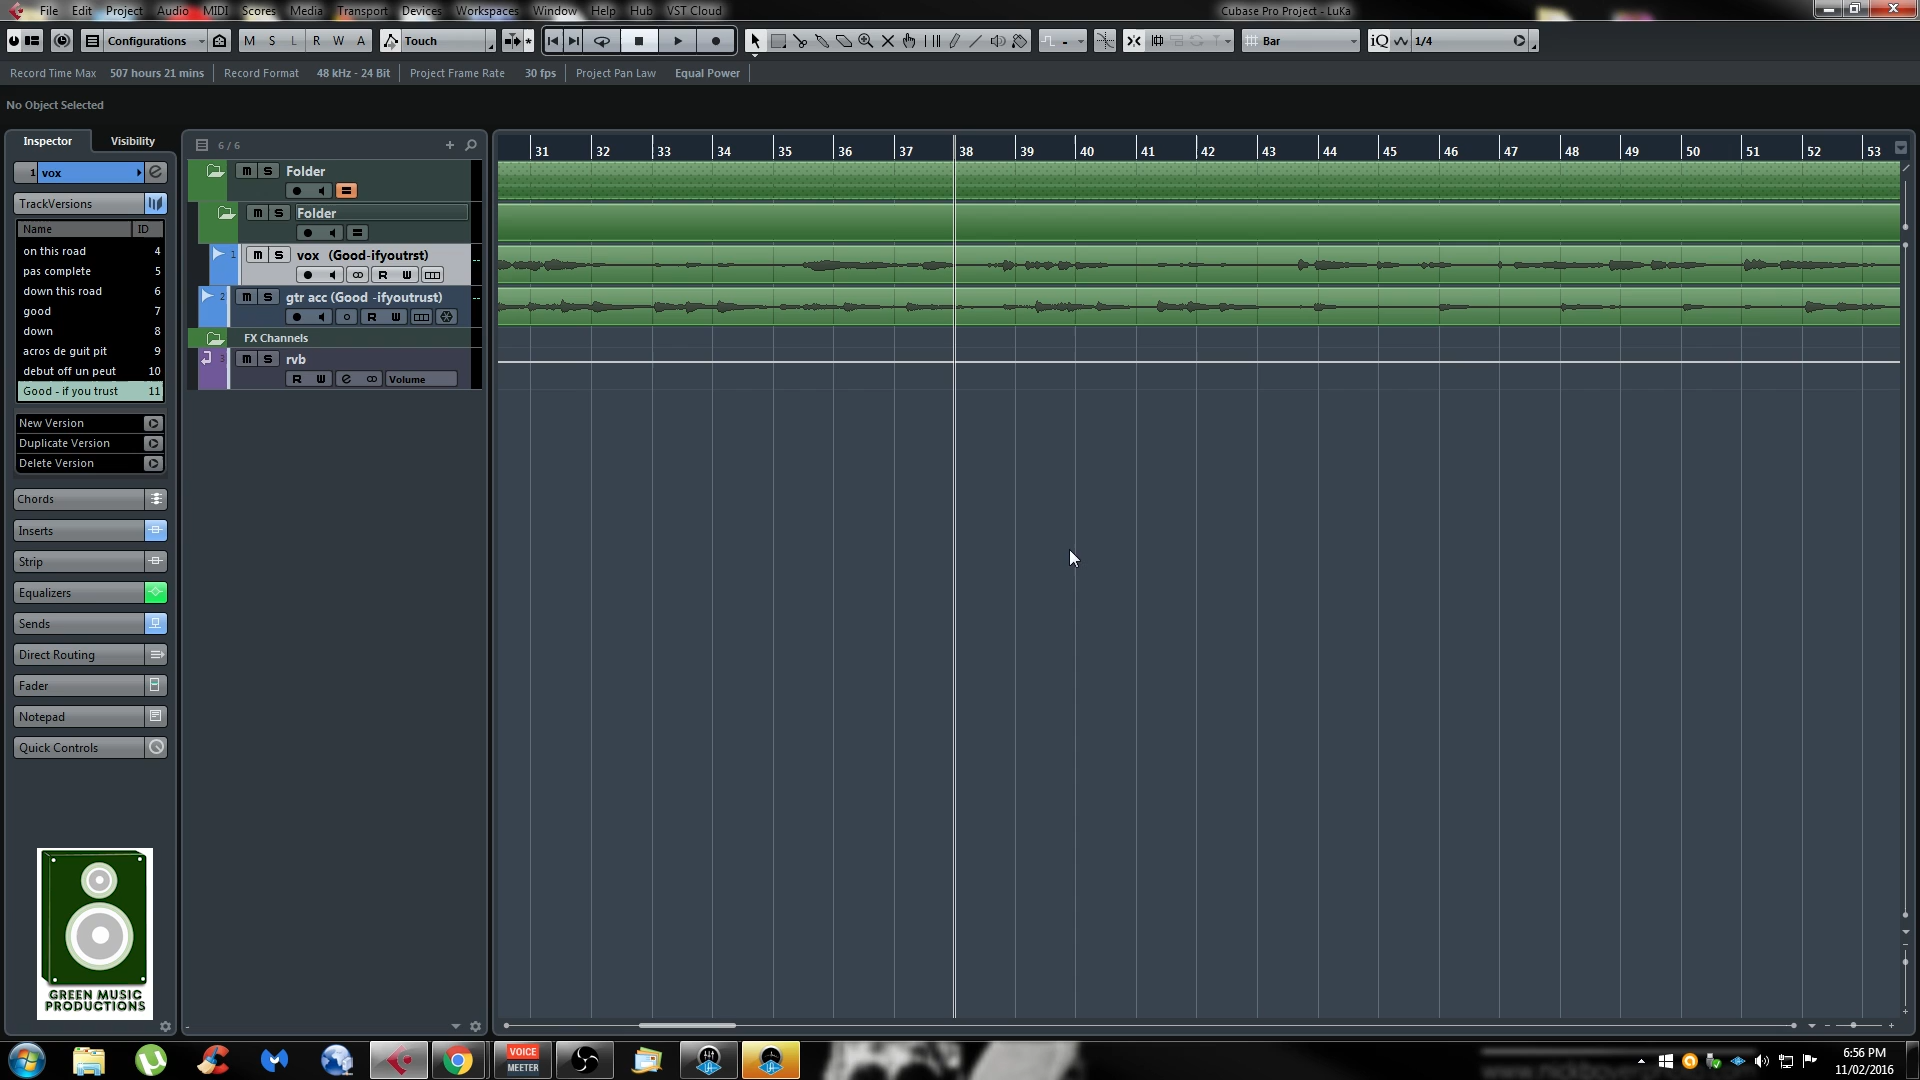 File Edit Project Audio MIDI Scores Media Transport Devices Workspaces Window Help Hub VST Cloud
Cubase Pro Project - LuKa
Configurations M S L R W A Touch Bar iQ 1/4
Record Time Max 507 hours 21 mins Record Format 48 kHz - 24 Bit Project Frame Rate 30 fps Project Pan Law Equal Power
No Object Selected
Inspector Visibility
6 / 6
31 32 33 34 35 36 37 38 39 40 41 42 43 44 45 46 47 48 49 50 51 52 53
1 vox
TrackVersions
Name ID
on this road 4
pas complete 5
down this road 6
good 7
down 8
acros de guit pit 9
debut off un peut 10
Good - if you trust 11
New Version
Duplicate Version
Delete Version
Chords
Inserts
Strip
Equalizers
Sends
Direct Routing
Fader
Notepad
Quick Controls
GREEN MUSIC
PRODUCTIONS
m S Folder
m S Folder
1 m S vox (Good-ifyoutrst)
R W
2 m S gtr acc (Good -ifyoutrust)
R W
FX Channels
3 m S rvb
R W e Volume
VOICE
MEETER
6:56 PM
11/02/2016